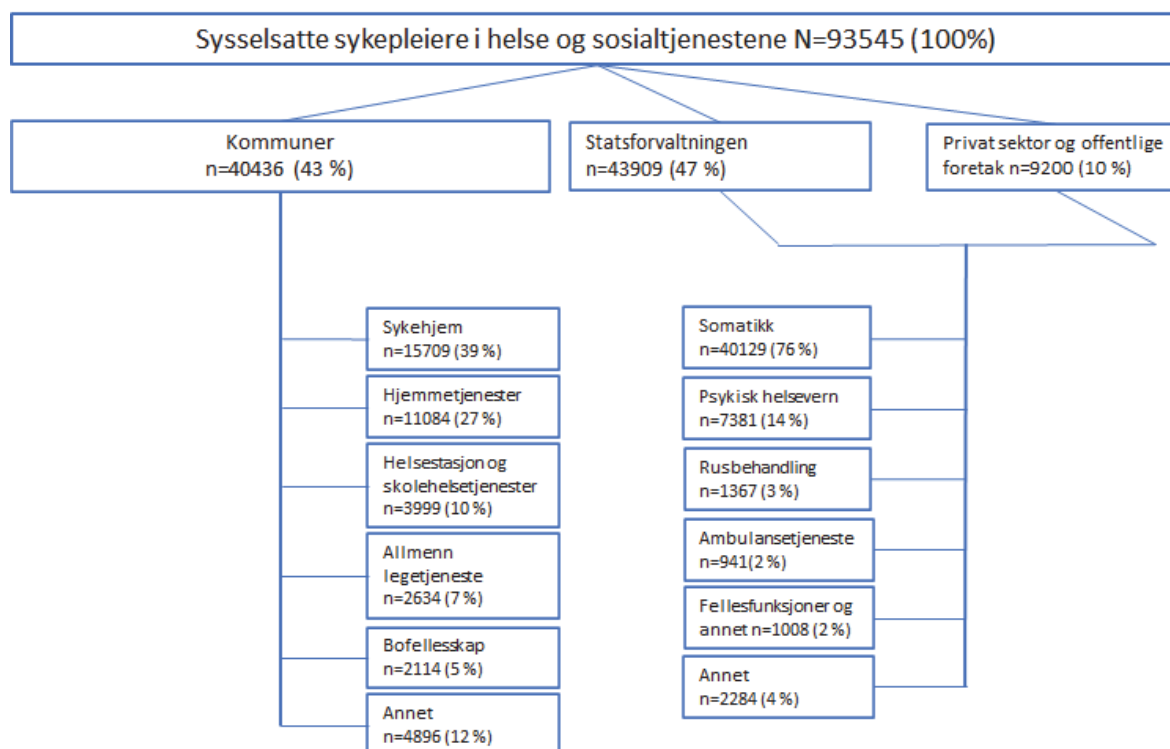 Sysselsatte sykepleiere i helse og sosialtjenestene N=93545 (100%)
Kommuner
n=40436 (43 %)
Statsforvaltningen
n=43909 (47 %)
Privat sektor og offentlige
foretak n=9200 (10 %)
Sykehjem
n=15709 (39 %)
Hjemmetjenester
n=11084 (27 %)
Helsestasjon og
skolehelsetjenester
n=3999 (10 %)
Allmenn
legetjeneste
n=2634 (7 %)
Bofellesskap
n=2114 (5 %)
Annet
n=4896 (12 %)
Somatikk
n=40129 (76 %)
Psykisk helsevern
n=7381 (14 %)
Rusbehandling
n=1367 (3 %)
Ambulansetjeneste
n=941(2 %)
Fellesfunksjoner og
annet n=1008 (2 %)
Annet
n=2284 (4 %)